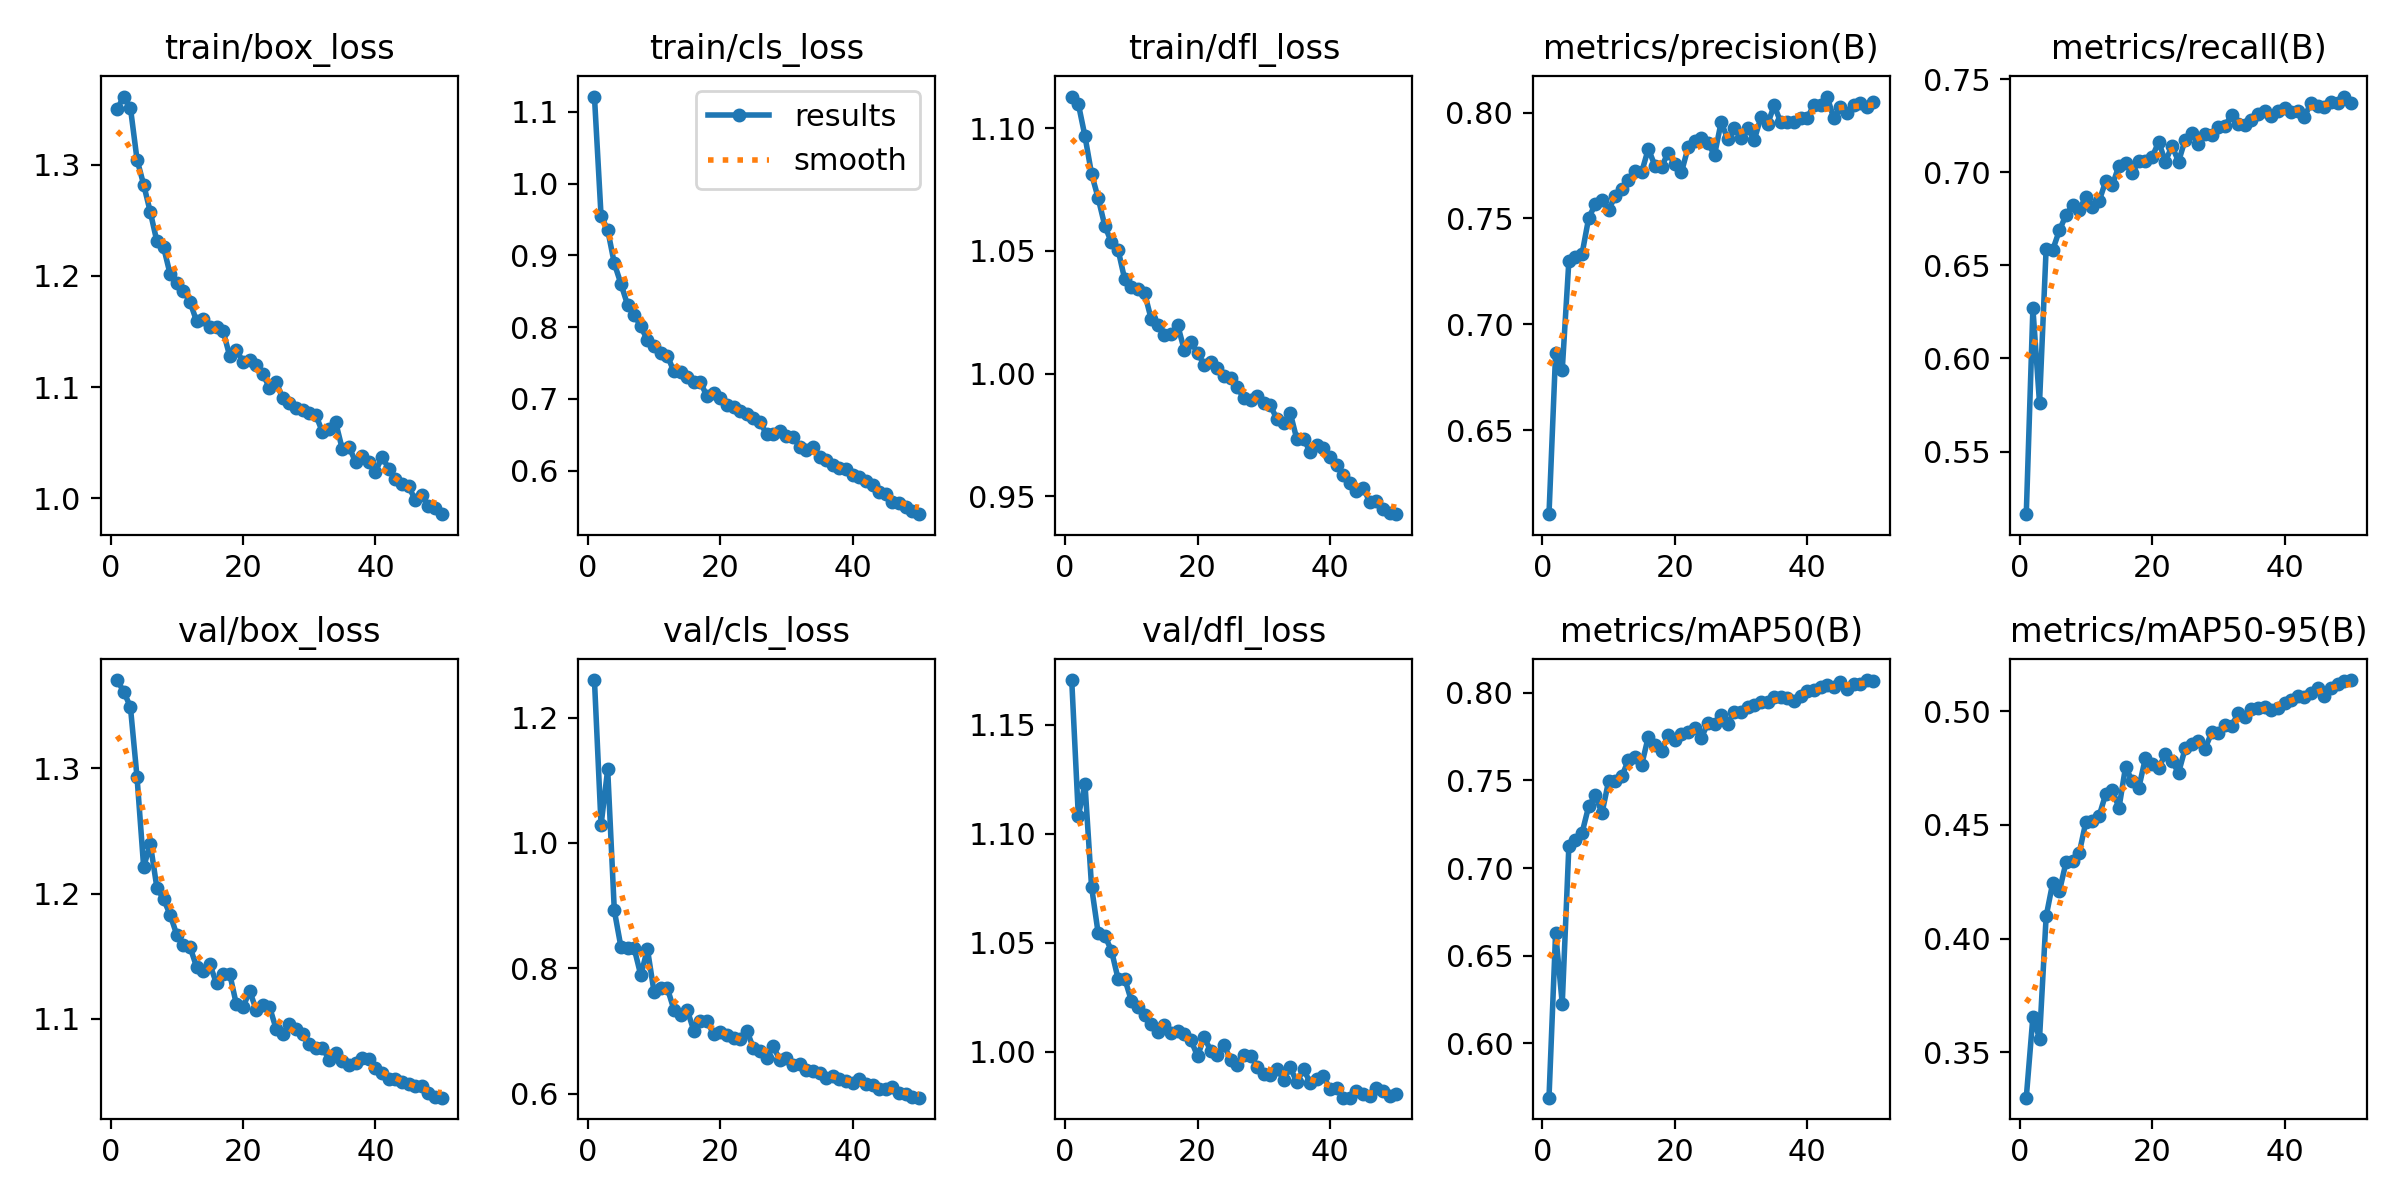 train/box_loss
1.3
1.2
1.1
1.0
0 20 40
train/cls_loss
results
smooth
1.1
1.0
0.9
0.8
0.7
0.6
0 20 40
train/dfl_loss
1.10
1.05
1.00
0.95
0 20 40
metrics/precision(B)
0.80
0.75
0.70
0.65
0 20 40
metrics/recall(B)
0.75
0.70
0.65
0.60
0.55
0 20 40
val/box_loss
1.3
1.2
1.1
0 20 40
val/cls_loss
1.2
1.0
0.8
0.6
0 20 40
val/dfl_loss
1.15
1.10
1.05
1.00
0 20 40
metrics/mAP50(B)
0.80
0.75
0.70
0.65
0.60
0 20 40
metrics/mAP50-95(B)
0.50
0.45
0.40
0.35
0 20 40